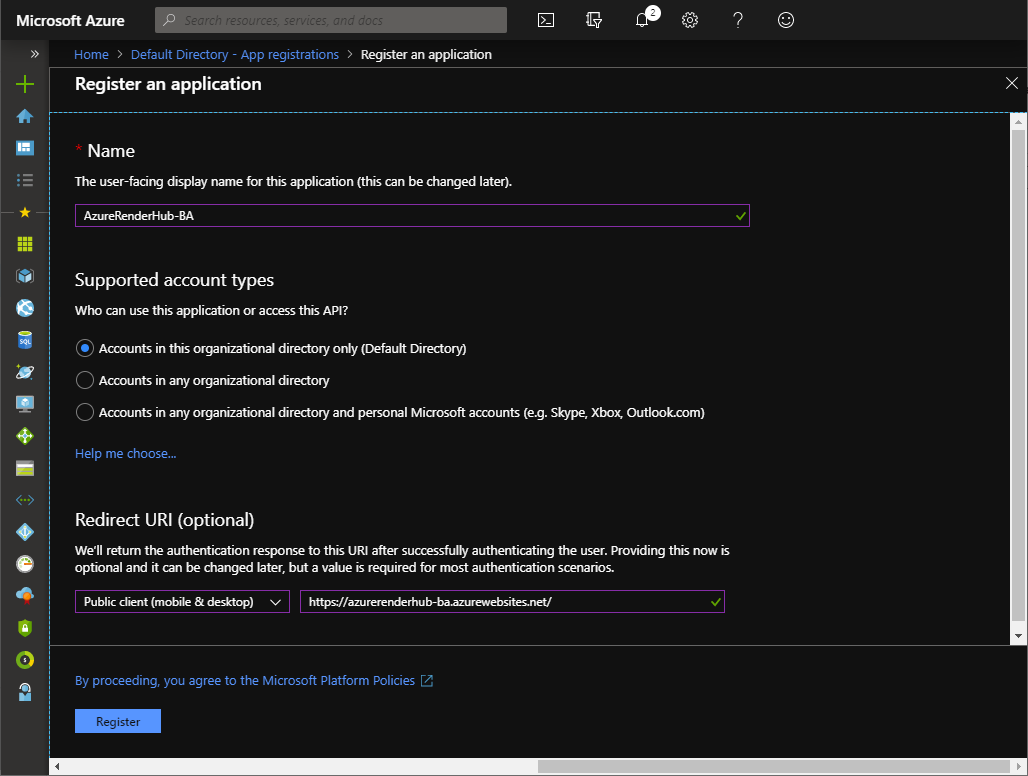 Microsoft Azure
Search resources, services, and docs
2
Home > Default Directory - App registrations > Register an application
Register an application
* Name
The user-facing display name for this application (this can be changed later).
AzureRenderHub-BA
Supported account types
Who can use this application or access this API?
Accounts in this organizational directory only (Default Directory)
Accounts in any organizational directory
Accounts in any organizational directory and personal Microsoft accounts (e.g. Skype, Xbox, Outlook.com)
Help me choose...
Redirect URI (optional)
We'll return the authentication response to this URI after successfully authenticating the user. Providing this now is
optional and it can be changed later, but a value is required for most authentication scenarios.
Public client (mobile & desktop) https://azurerenderhub-ba.azurewebsites.net/
By proceeding, you agree to the Microsoft Platform Policies
Register
SQL